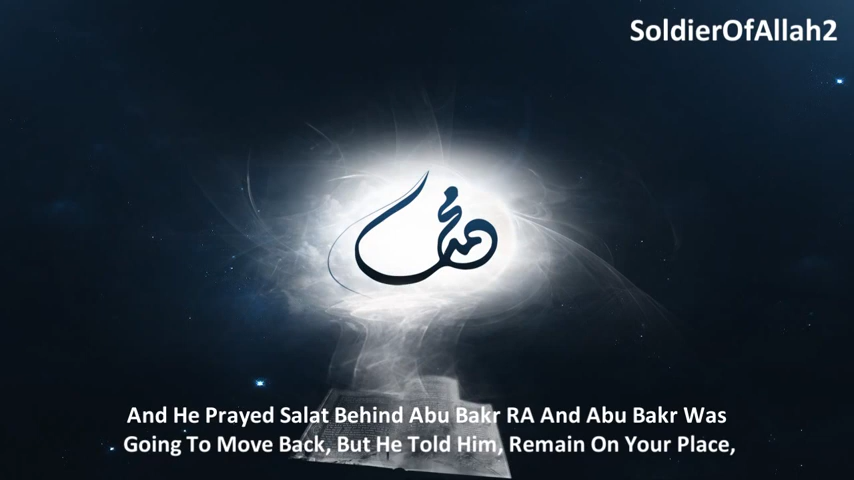 SoldierOfAllah2
محمد
And He Prayed Salat Behind Abu Bakr RA And Abu Bakr Was
Going To Move Back, But He Told Him, Remain On Your Place,